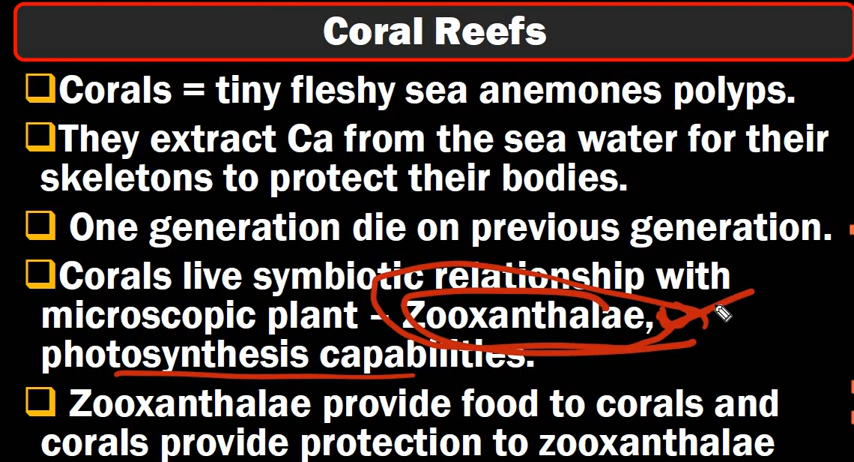 Coral Reefs
❑Corals = tiny fleshy sea anemones polyps.
❑They extract Ca from the sea water for their
skeletons to protect their bodies.
❑ One generation die on previous generation.
❑Corals live symbiotic relationship with
microscopic plant – Zooxanthalae,
photosynthesis capabilities.
❑ Zooxanthalae provide food to corals and
corals provide protection to zooxanthalae